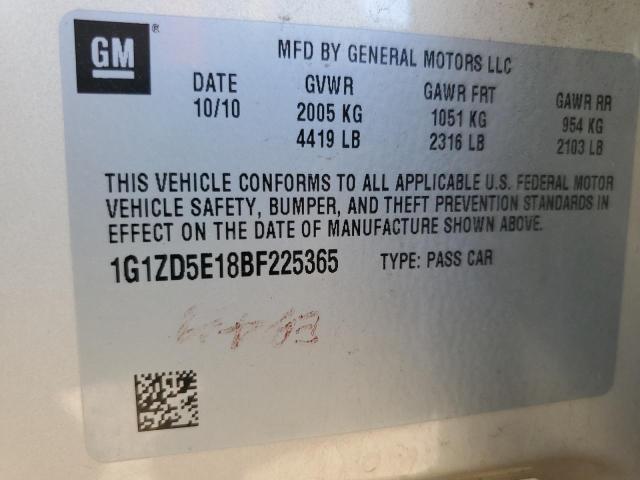 GM ®
MFD BY GENERAL MOTORS LLC
DATE GVWR GAWR FRT GAWR RR
10/10 2005 KG 1051 KG 954 KG
4419 LB 2316 LB 2103 LB
THIS VEHICLE CONFORMS TO ALL APPLICABLE U.S. FEDERAL MOTOR
VEHICLE SAFETY, BUMPER, AND THEFT PREVENTION STANDARDS IN
EFFECT ON THE DATE OF MANUFACTURE SHOWN ABOVE.
1G1ZD5E18BF225365 TYPE: PASS CAR